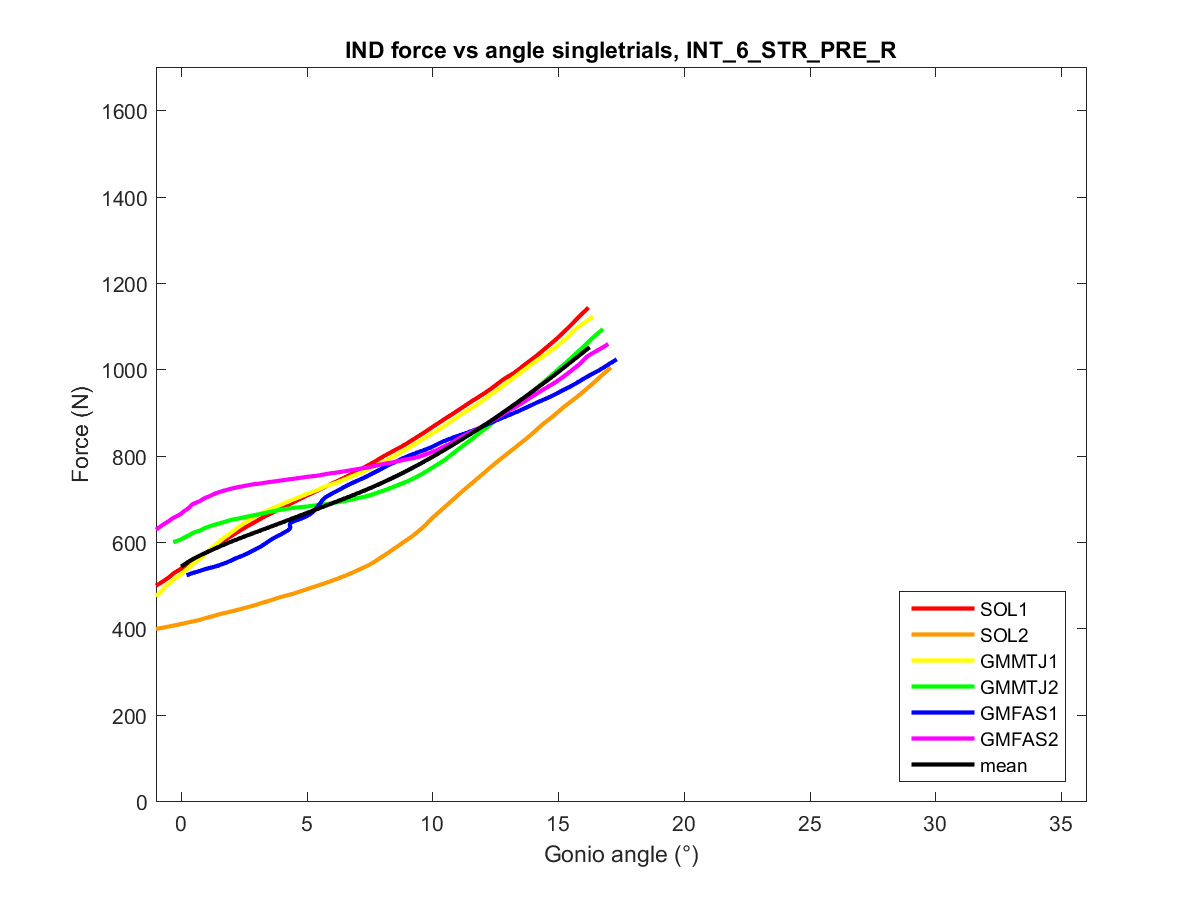 IND force vs angle singletrials, INT_6_STR_PRE_R
1600
1400
1200
1000
800
600
400
200
0
Force (N)
0 5 10 15 20 25 30 35
Gonio angle (°)
SOL1
SOL2
GMMTJ1
GMMTJ2
GMFAS1
GMFAS2
mean